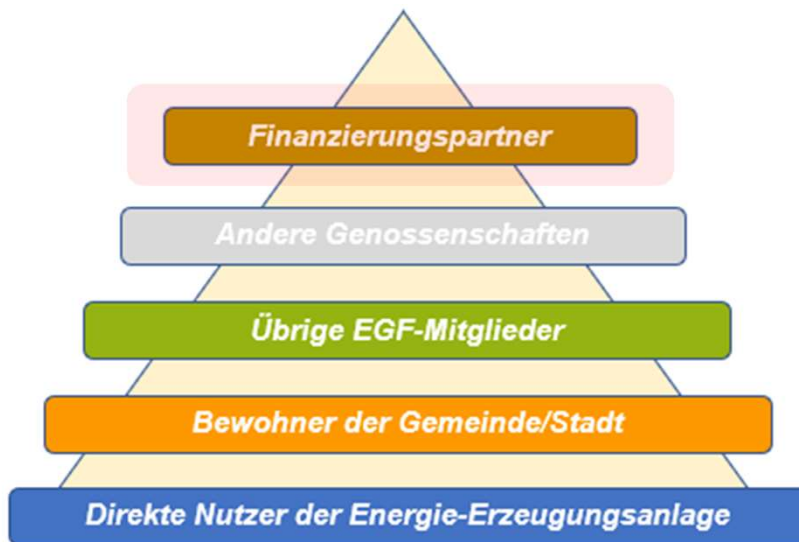 Finanzierungspartner
Andere Genossenschaften
Übrige EGF-Mitglieder
Bewohner der Gemeinde/Stadt
Direkte Nutzer der Energie-Erzeugungsanlage